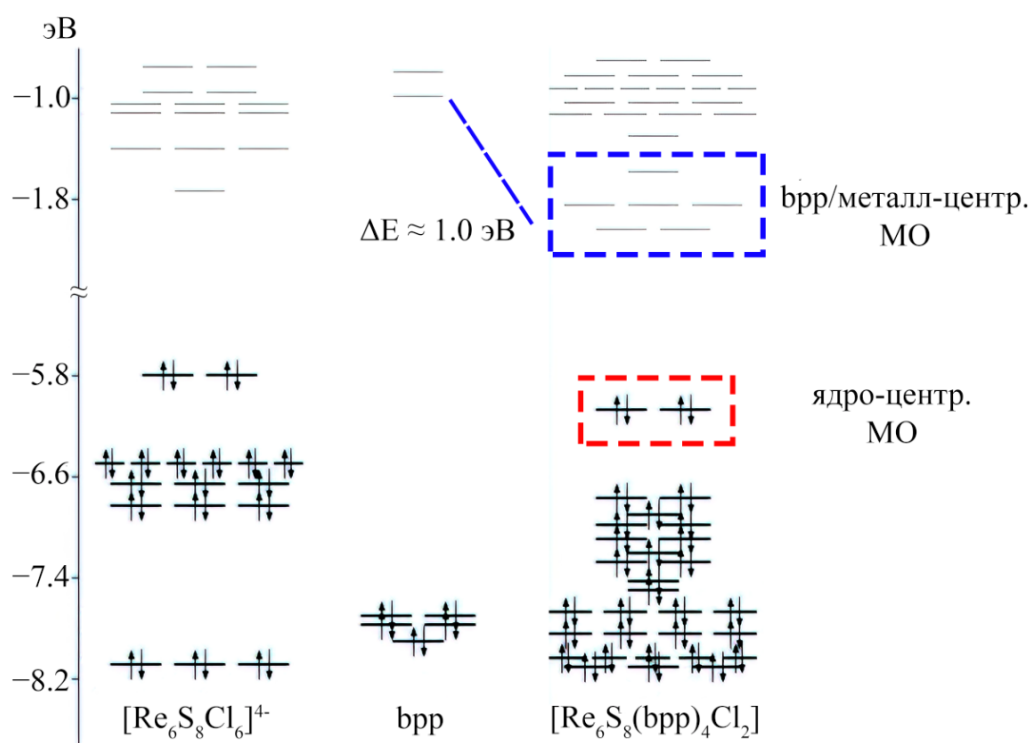 эВ
−1.0
−1.8
−5.8
−6.6
−7.4
−8.2
ΔE ≈ 1.0 эВ
bpp/металл-центр.
МО
ядро-центр.
МО
[Re₆S₈Cl₆]⁴⁻
bpp
[Re₆S₈(bpp)₄Cl₂]